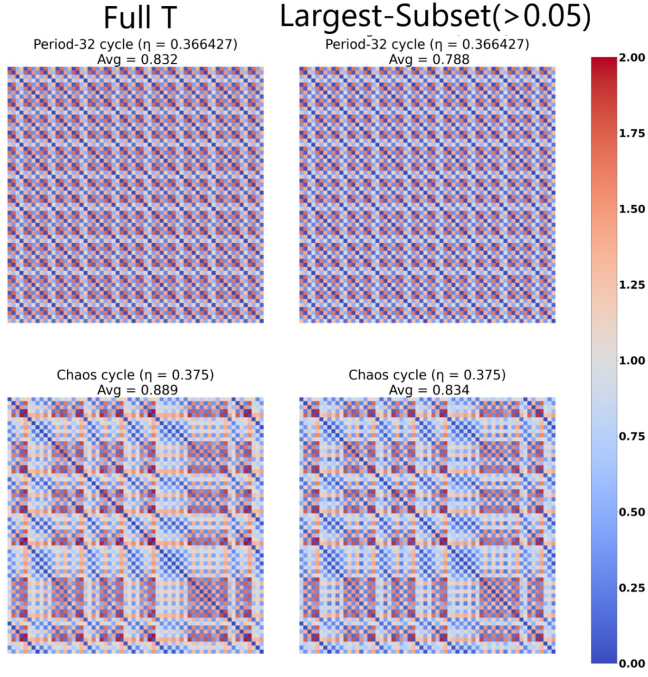 Full T
Largest-Subset(>0.05)
Period-32 cycle (η = 0.366427)
Avg = 0.832
Period-32 cycle (η = 0.366427)
Avg = 0.788
2.00
1.75
1.50
1.25
1.00
0.75
0.50
0.25
0.00
Chaos cycle (η = 0.375)
Avg = 0.889
Chaos cycle (η = 0.375)
Avg = 0.834